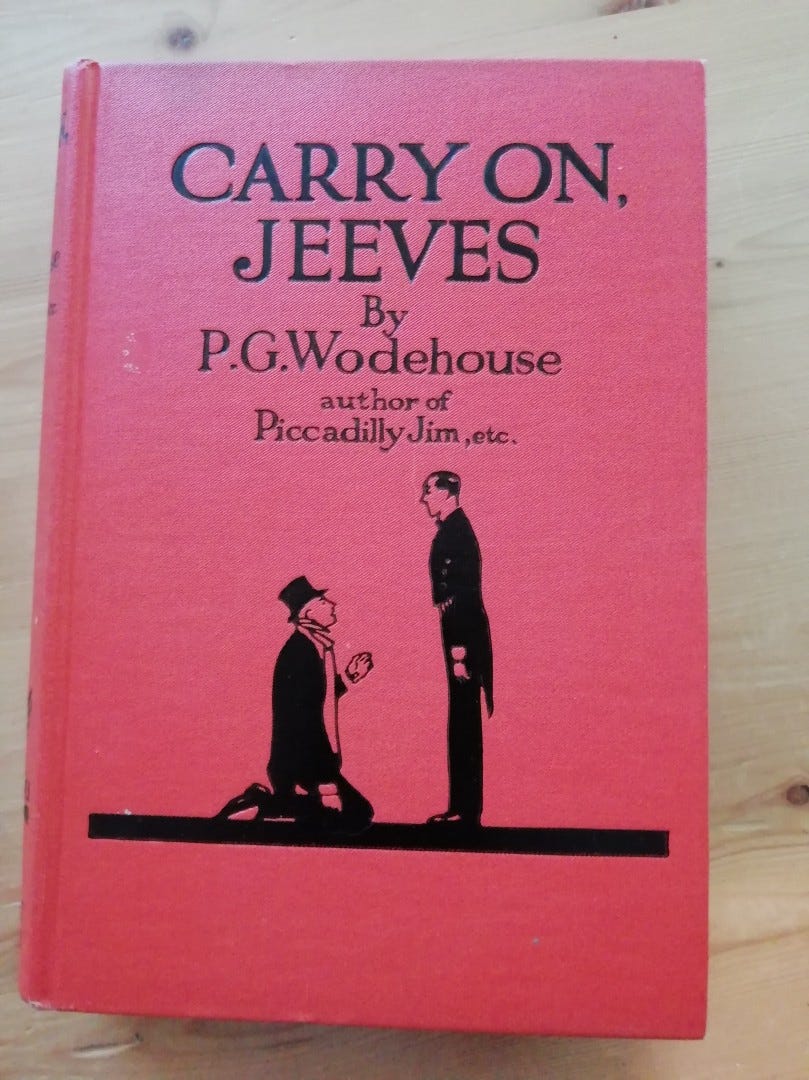 CARRY ON,
JEEVES
By
P.G.Wodehouse
author of
Piccadilly Jim, etc.